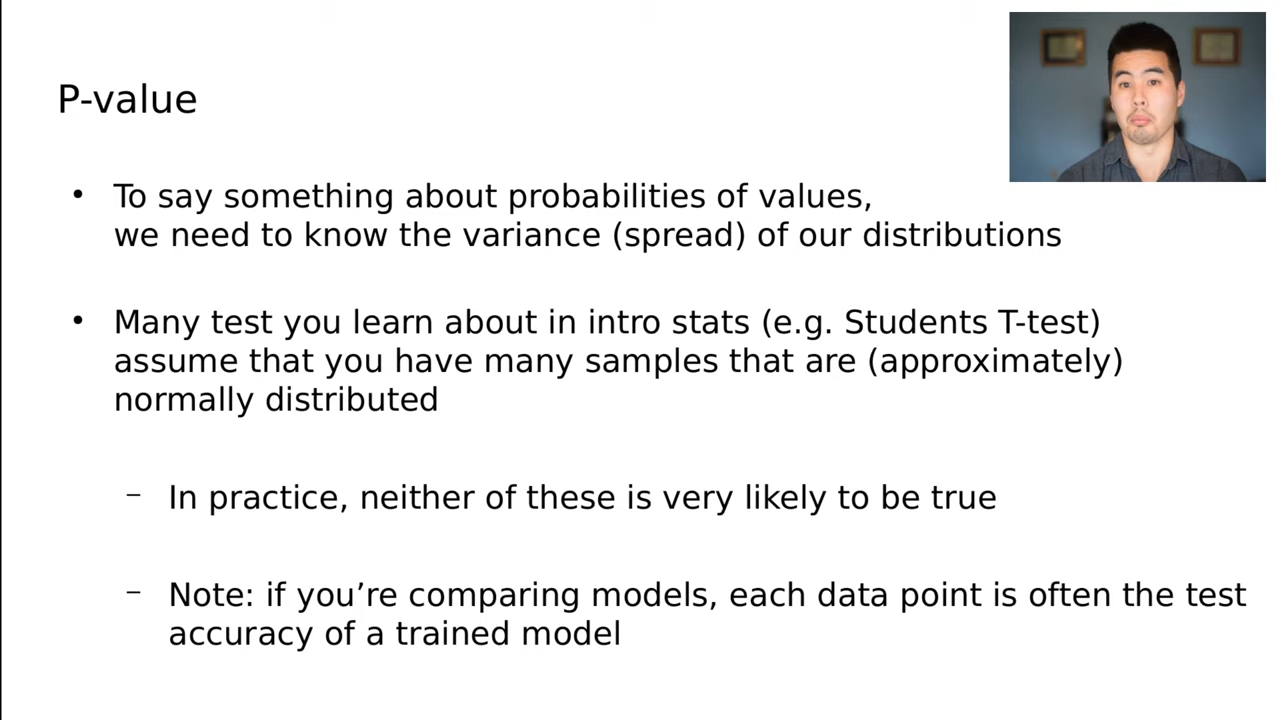 P-value
• To say something about probabilities of values,
we need to know the variance (spread) of our distributions
• Many test you learn about in intro stats (e.g. Students T-test)
assume that you have many samples that are (approximately)
normally distributed
– In practice, neither of these is very likely to be true
– Note: if you’re comparing models, each data point is often the test
accuracy of a trained model